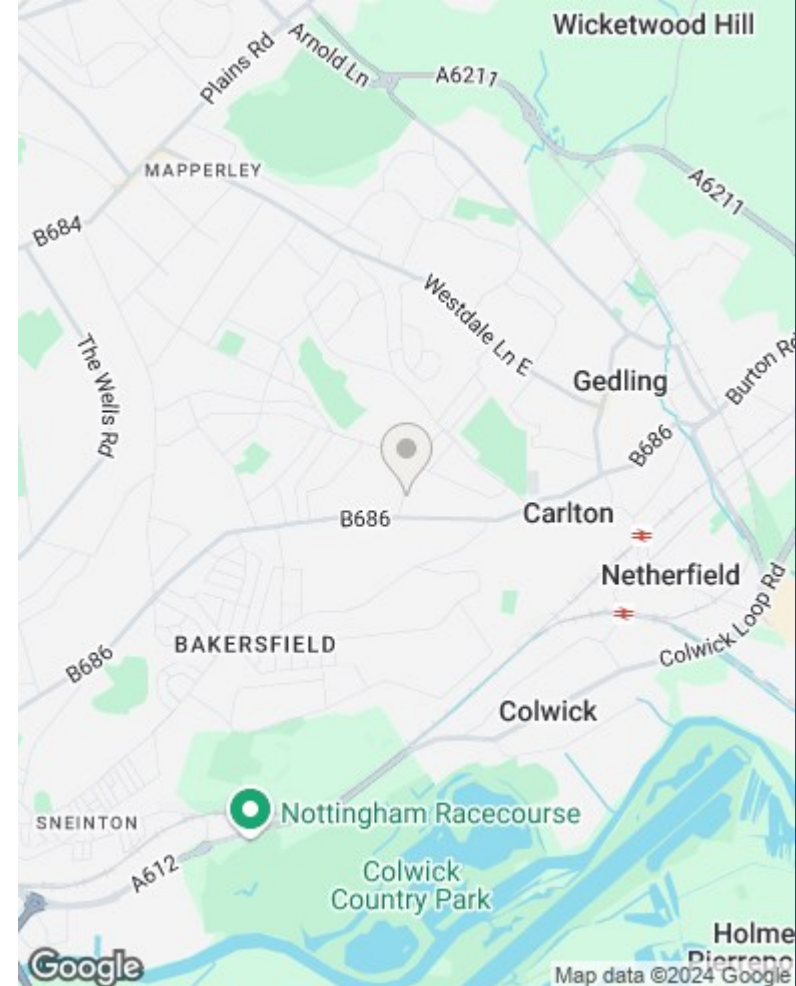 Wicketwood Hill
Plains Rd
Arnold Ln
A6211
MAPPERLEY
A6211
B684
Westdale Ln E
The Wells Rd
Gedling
Burton Rd
B686
B686
Carlton
Netherfield
Colwick Loop Rd
BAKERSFIELD
B686
Colwick
Nottingham Racecourse
SNEINTON
A612
Colwick
Country Park
Holme
Google
Map data ©2024 Google